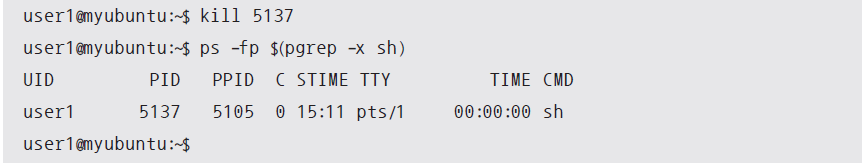 user1@myubuntu:~$ kill 5137
user1@myubuntu:~$ ps -fp $(pgrep -x sh)
UID PID PPID C STIME TTY TIME CMD
user1 5137 5105 0 15:11 pts/1 00:00:00 sh
user1@myubuntu:~$